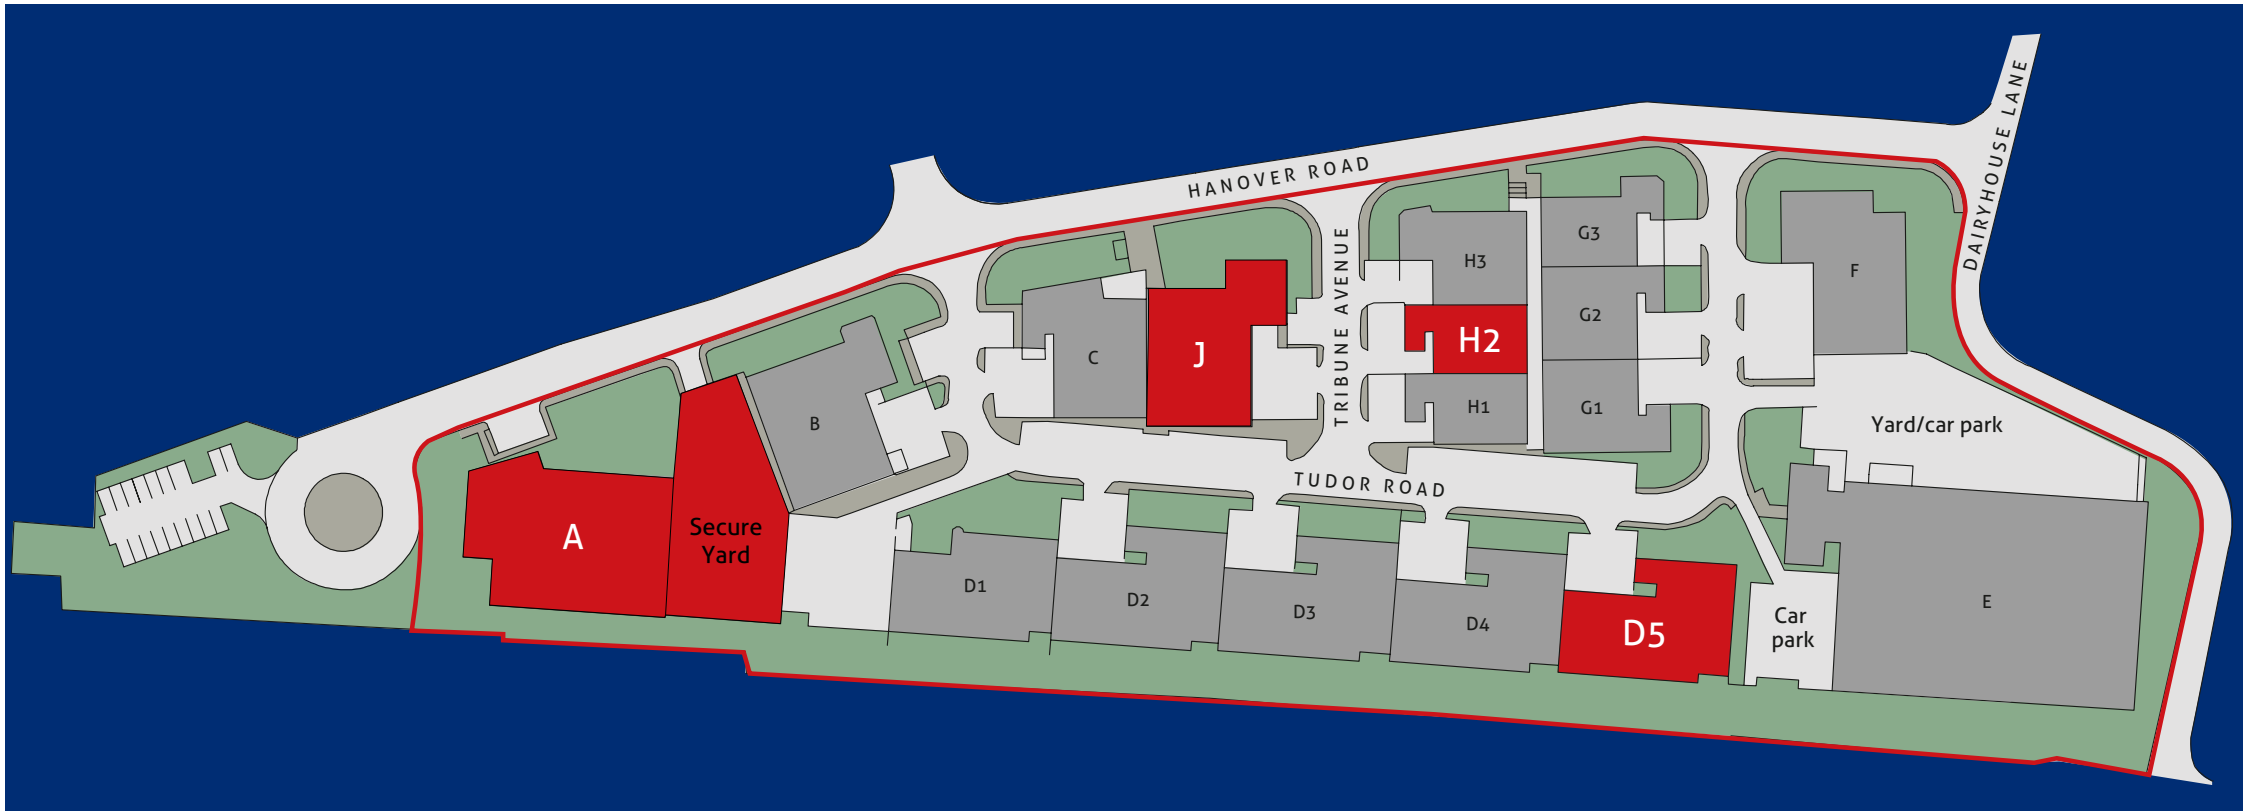 HANOVER ROAD
DAIRYHOUSE LANE
TRIBUNE AVENUE
TUDOR ROAD
A
Secure
Yard
B
C
J
H3
H2
H1
G3
G2
G1
F
Yard/car park
D1
D2
D3
D4
D5
Car
park
E